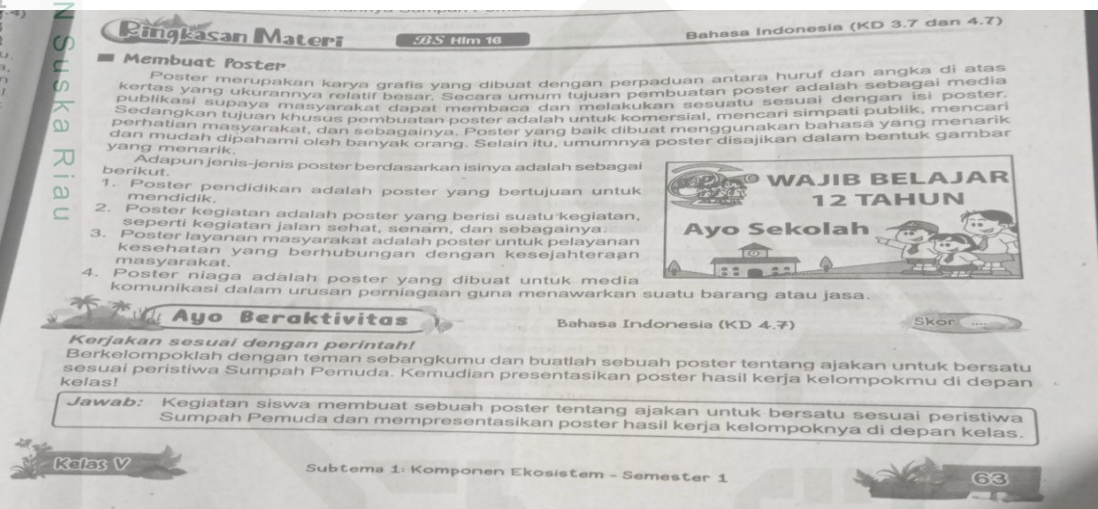 N Suska Riau
Ringkasan Materi
BS Hlm 16
Bahasa Indonesia (KD 3.7 dan 4.7)
Membuat Poster
Poster merupakan karya grafis yang dibuat dengan perpaduan antara huruf dan angka di atas
kertas yang ukurannya relatif besar. Secara umum tujuan pembuatan poster adalah sebagai media
publikasi supaya masyarakat dapat membaca dan melakukan sesuatu sesuai dengan isi poster.
Sedangkan tujuan khusus pembuatan poster adalah untuk komersial, mencari simpati publik, mencari
perhatian masyarakat, dan sebagainya. Poster yang baik dibuat menggunakan bahasa yang menarik
dan mudah dipahami oleh banyak orang. Selain itu, umumnya poster disajikan dalam bentuk gambar
yang menarik.
Adapun jenis-jenis poster berdasarkan isinya adalah sebagai
berikut.
1. Poster pendidikan adalah poster yang bertujuan untuk
mendidik.
2. Poster kegiatan adalah poster yang berisi suatu kegiatan,
seperti kegiatan jalan sehat, senam, dan sebagainya.
3. Poster layanan masyarakat adalah poster untuk pelayanan
kesehatan yang berhubungan dengan kesejahteraan
masyarakat.
4. Poster niaga adalah poster yang dibuat untuk media
komunikasi dalam urusan perniagaan guna menawarkan suatu barang atau jasa.
WAJIB BELAJAR
12 TAHUN
Ayo Sekolah
Ayo Beraktivitas
Bahasa Indonesia (KD 4.7)
Skor ....
Kerjakan sesuai dengan perintah!
Berkelompoklah dengan teman sebangkumu dan buatlah sebuah poster tentang ajakan untuk bersatu
sesuai peristiwa Sumpah Pemuda. Kemudian presentasikan poster hasil kerja kelompokmu di depan
kelas!
Jawab: Kegiatan siswa membuat sebuah poster tentang ajakan untuk bersatu sesuai peristiwa
Sumpah Pemuda dan mempresentasikan poster hasil kerja kelompoknya di depan kelas.
Kelas V
Subtema 1: Komponen Ekosistem - Semester 1
63